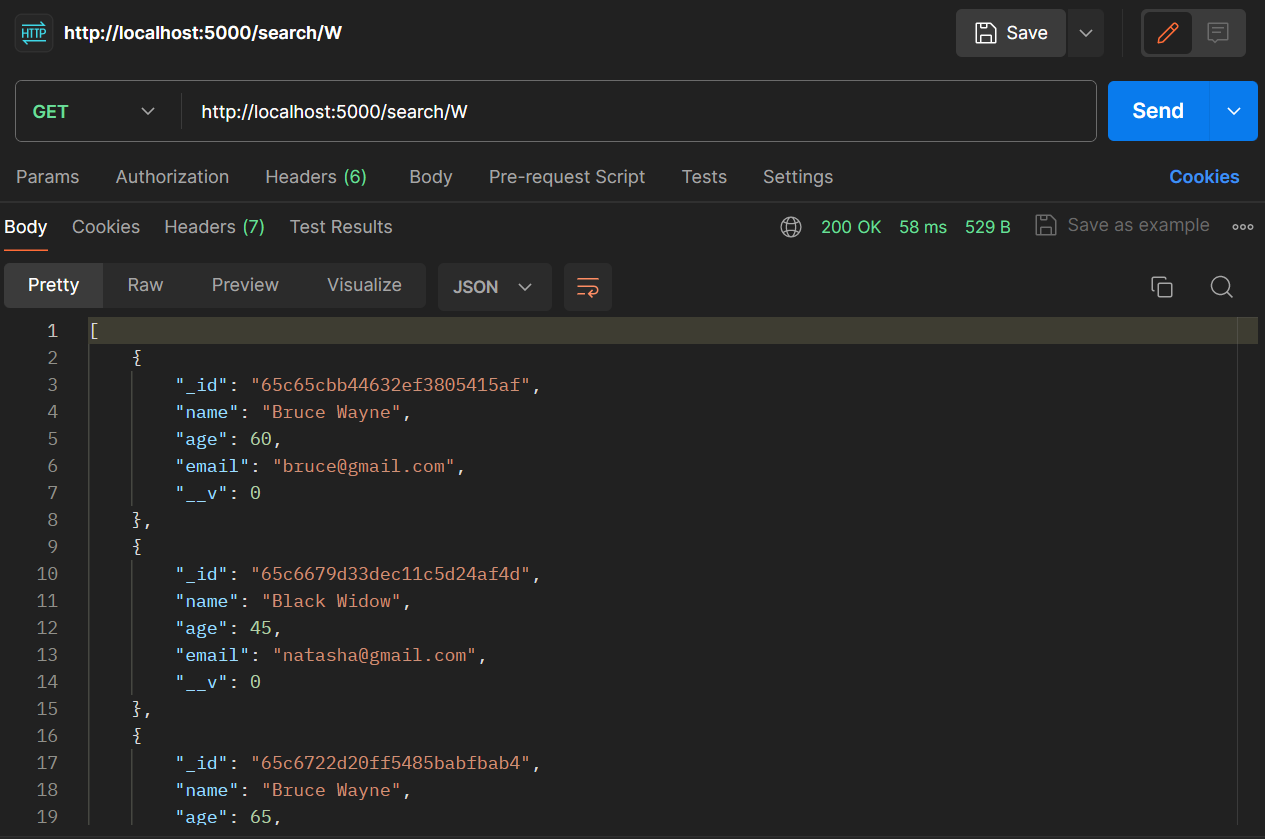 HTTP http://localhost:5000/search/W Save
GET http://localhost:5000/search/W Send
Params Authorization Headers (6) Body Pre-request Script Tests Settings Cookies
Body Cookies Headers (7) Test Results 200 OK 58 ms 529 B Save as example
Pretty Raw Preview Visualize JSON
1 [
2 {
3 "_id": "65c65cbb44632ef3805415af",
4 "name": "Bruce Wayne",
5 "age": 60,
6 "email": "bruce@gmail.com",
7 "__v": 0
8 },
9 {
10 "_id": "65c6679d33dec11c5d24af4d",
11 "name": "Black Widow",
12 "age": 45,
13 "email": "natasha@gmail.com",
14 "__v": 0
15 },
16 {
17 "_id": "65c6722d20ff5485babfbab4",
18 "name": "Bruce Wayne",
19 "age": 65,